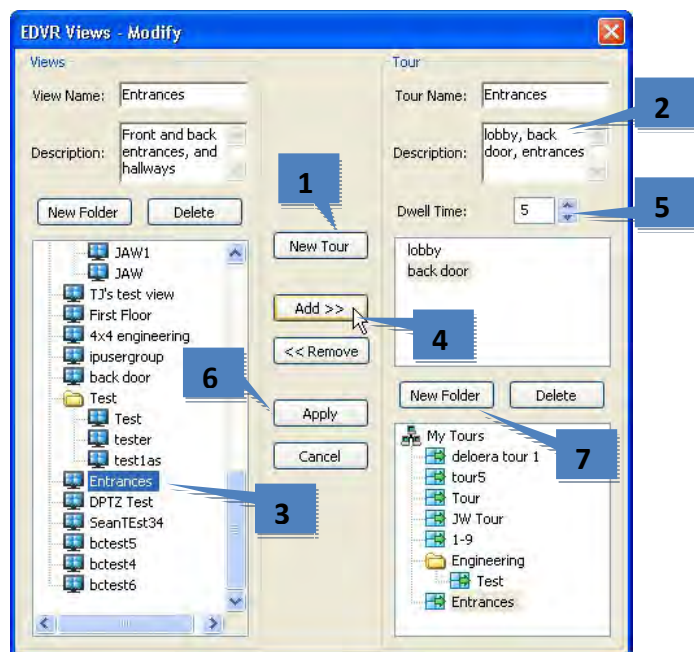 EDVR Views - Modify
Views
View Name: Entrances
Description: Front and back
entrances, and
hallways
New Folder Delete
JAW1
JAW
TJ's test view
First Floor
4x4 engineering
ipusergroup
back door
Test
Test
tester
test1as
Entrances
DPTZ Test
SeanTEst34
bctest5
bctest4
bctest6
1
New Tour
Add >>
4
<< Remove
6
Apply
Cancel
3
Tour
Tour Name: Entrances
2
Description: lobby, back
door, entrances
Dwell Time: 5
5
lobby
back door
New Folder Delete
7
My Tours
deloera tour 1
tour5
Tour
JW Tour
1-9
Engineering
Test
Entrances